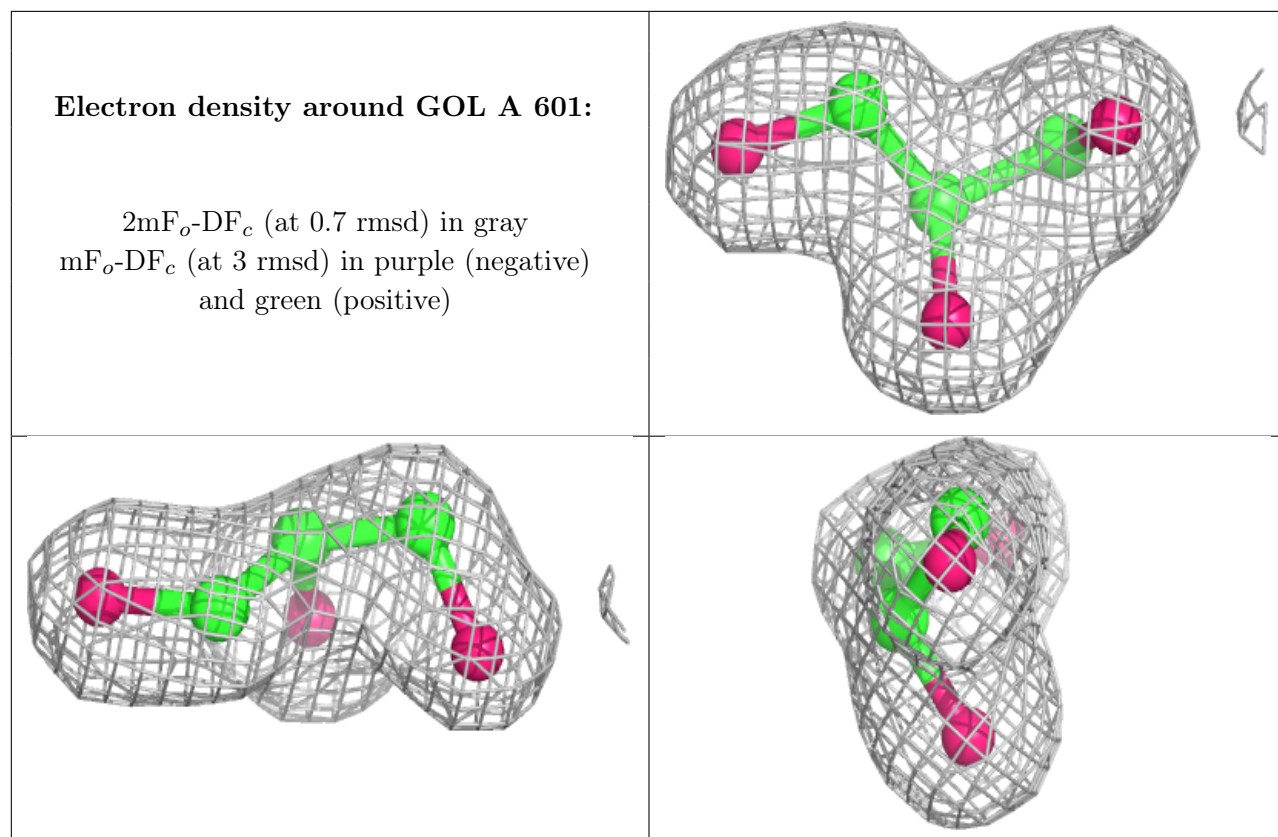 Electron density around GOL A 601:
2mFo-DFc (at 0.7 rmsd) in gray
mFo-DFc (at 3 rmsd) in purple (negative)
and green (positive)